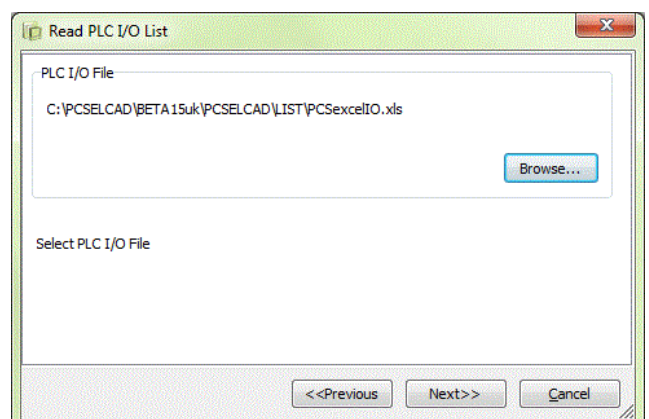 Read PLC I/O List
PLC I/O File
C:\PCSELCAD\BETA15uk\PCSELCAD\LIST\PCSexcelIO.xls
Browse...
Select PLC I/O File
<<Previous
Next>>
Cancel